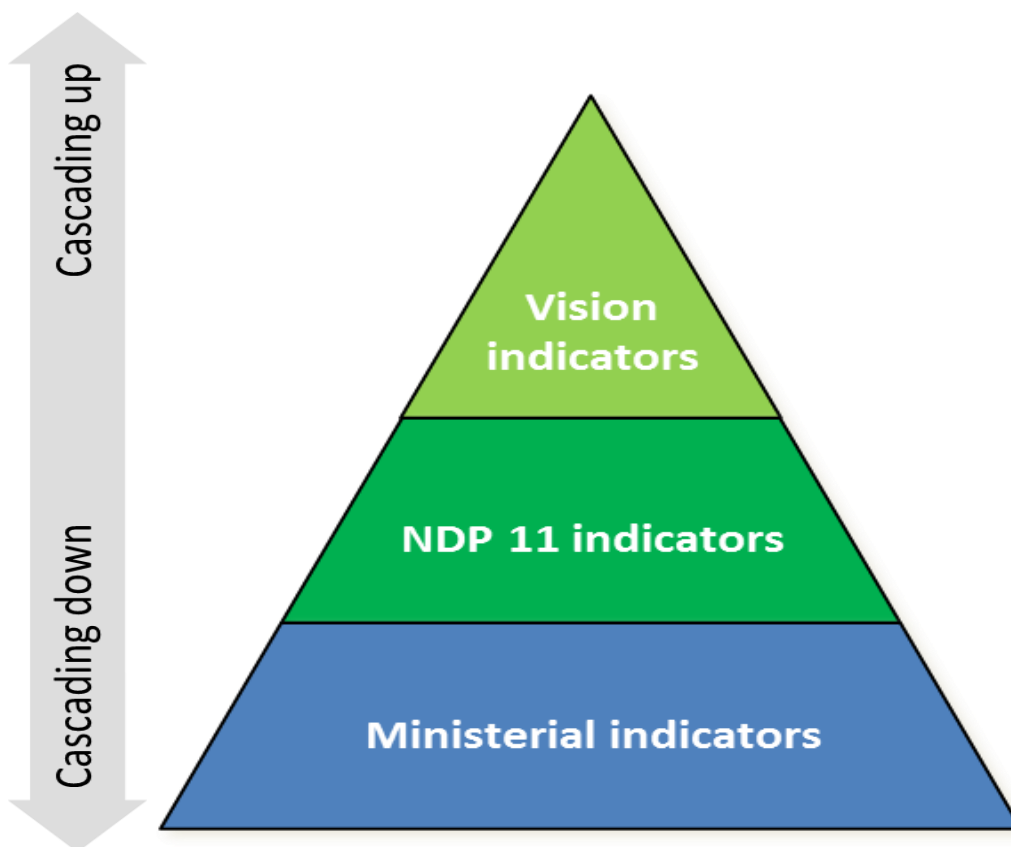 Cascading up
Cascading down
Vision
indicators
NDP 11 indicators
Ministerial indicators